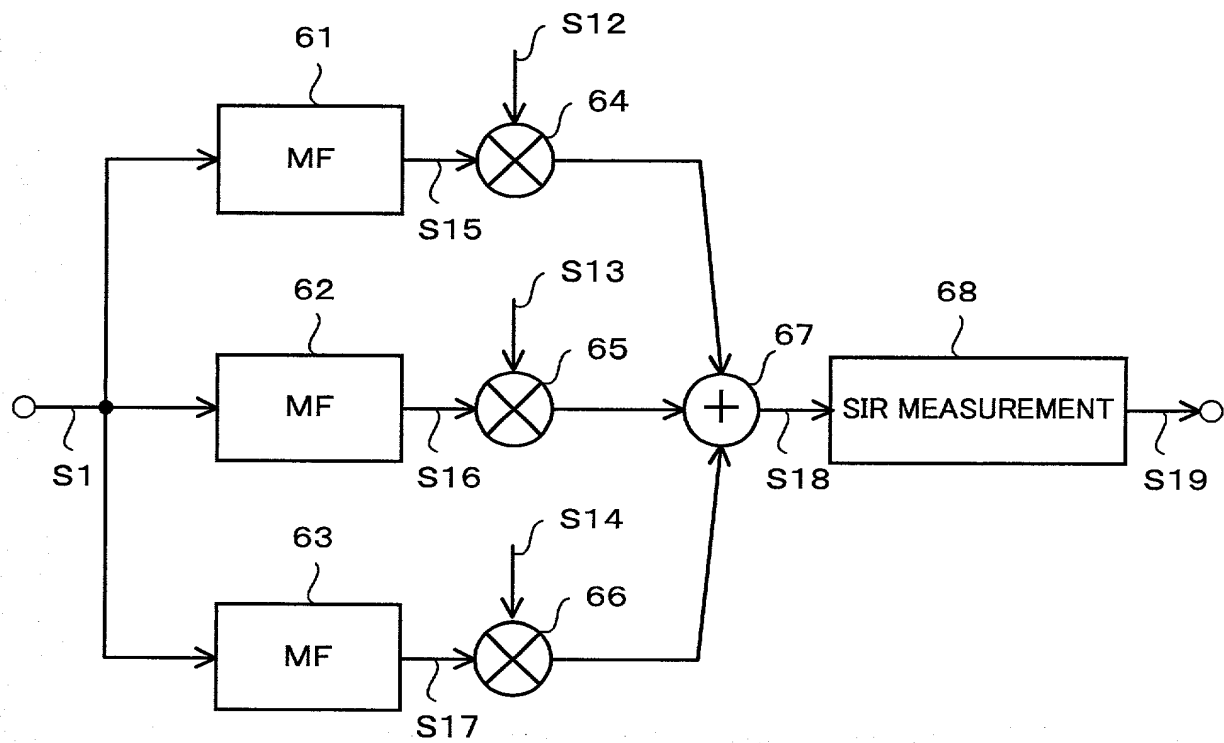 61
S12
64
MF
S15
62
S13
65
67
68
MF
SIR MEASUREMENT
S1
S16
S18
S19
63
S14
66
MF
S17